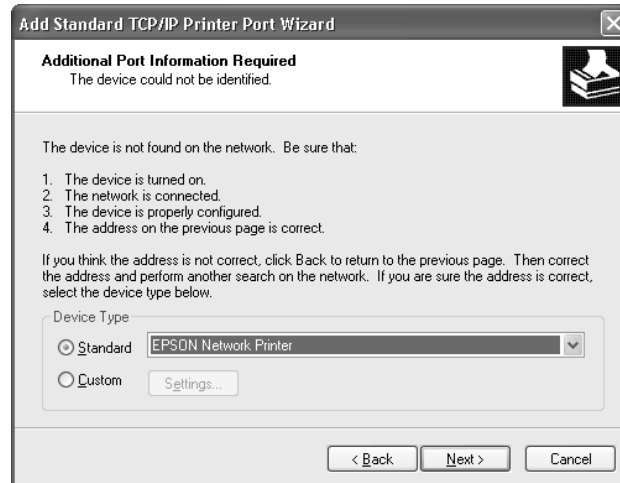 Add Standard TCP/IP Printer Port Wizard
Additional Port Information Required
The device could not be identified.
The device is not found on the network. Be sure that:
1. The device is turned on.
2. The network is connected.
3. The device is properly configured.
4. The address on the previous page is correct.
If you think the address is not correct, click Back to return to the previous page. Then correct
the address and perform another search on the network. If you are sure the address is correct,
select the device type below.
Device Type
Standard EPSON Network Printer
Custom Settings...
< Back Next > Cancel